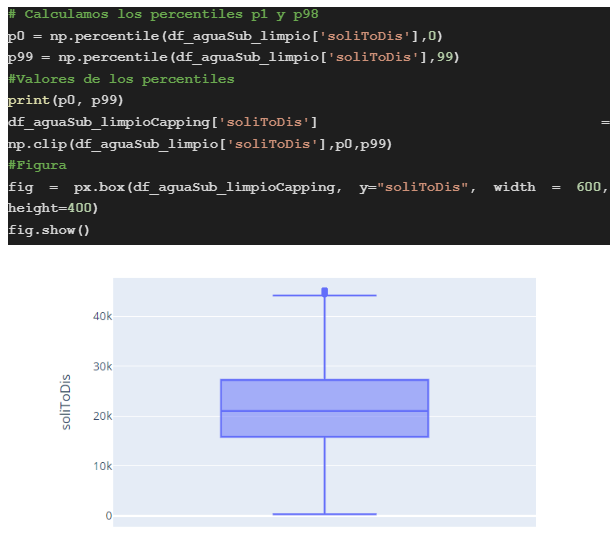 # Calculamos los percentiles p1 y p98
p0 = np.percentile(df_aguaSub_limpio['soliToDis'],0)
p99 = np.percentile(df_aguaSub_limpio['soliToDis'],99)
#Valores de los percentiles
print(p0, p99)
df_aguaSub_limpioCapping['soliToDis'] =
np.clip(df_aguaSub_limpio['soliToDis'],p0,p99)
#Figura
fig = px.box(df_aguaSub_limpioCapping, y="soliToDis", width = 600,
height=400)
fig.show()
40k
30k
20k
10k
0
soliToDis